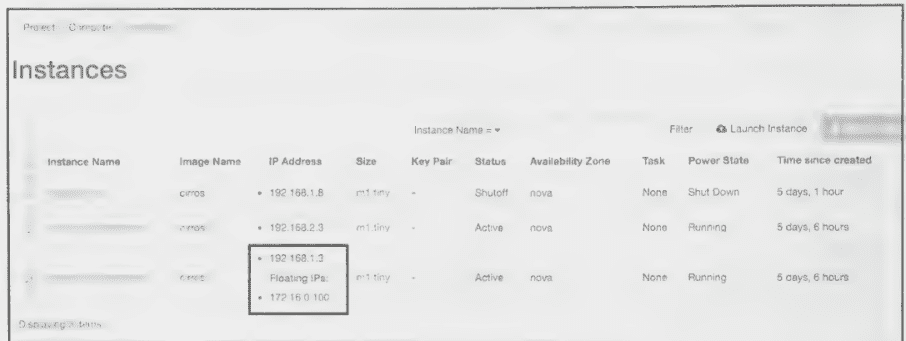 Project
Instances
Instance Name = Filter Launch Instance
Instance Name Image Name IP Address Size Key Pair Status Availability Zone Task Power State Time since created
cirros • 192.168.1.8 m1.tiny - Shutoff nova None Shut Down 5 days, 1 hour
cirros • 192.168.2.3 m1.tiny - Active nova None Running 5 days, 6 hours
• 192.168.1.3
cirros Floating IPs: m1.tiny - Active nova None Running 5 days, 6 hours
• 172.16.0.100
Displaying 3 items